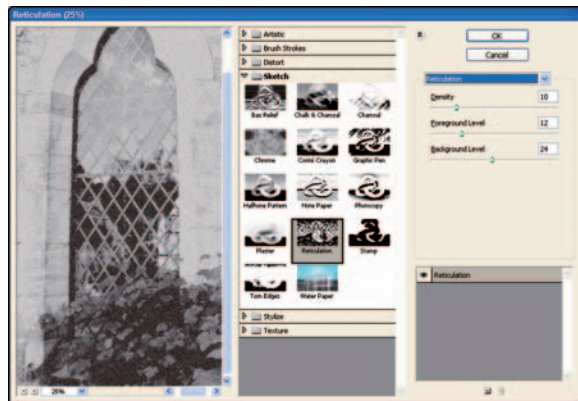 Reticulation (25%)
Artistic
Brush Strokes
Distort
Sketch
Bas Relief Chalk & Charcoal Charcoal
Chrome Conté Crayon Graphic Pen
Halftone Pattern Note Paper Photocopy
Plaster Reticulation Stamp
Torn Edges Water Paper
Stylize
Texture
OK
Cancel
Reticulation
Density 10
Foreground Level 12
Background Level 24
Reticulation
25%